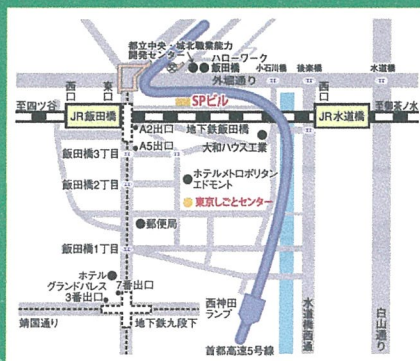 都立中央・城北職業能力
開発センター
ハローワーク
飯田橋
外堀通り
小石川橋
後楽橋
水道橋
西口
東口
SPビル
西口
至四ツ谷
JR飯田橋
JR水道橋
至御茶ノ水
A2出口
地下鉄飯田橋
A5出口
大和ハウス工業
飯田橋3丁目
飯田橋2丁目
ホテルメトロポリタン
エドモント
東京しごとセンター
郵便局
飯田橋1丁目
ホテル
グランドパレス
7番出口
3番出口
西神田
ランプ
水道橋西通り
白山通り
靖国通り
地下鉄九段下
首都高速5号線